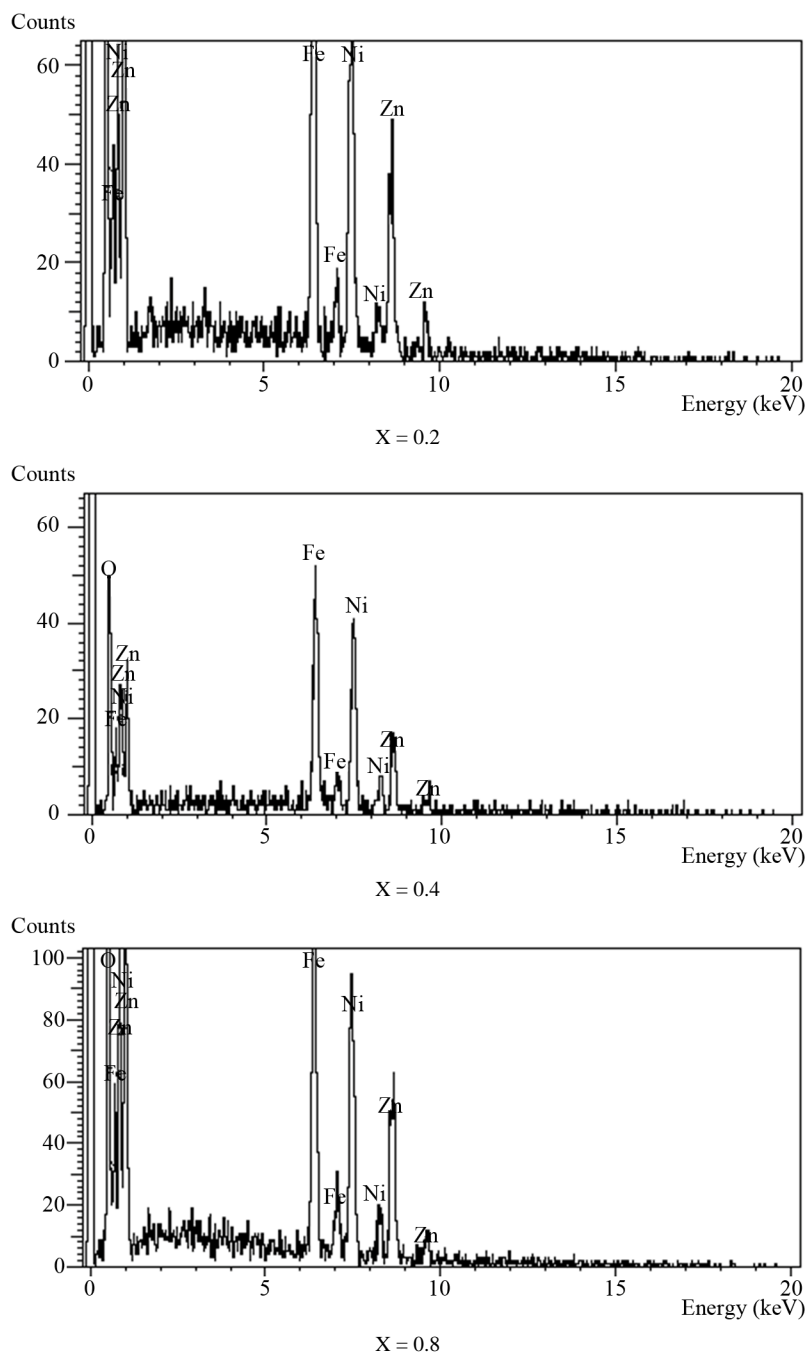 Counts
60
40
20
0
Ni
Zn
Zn
Fe
Fe
Ni
Zn
Fe
Ni
Zn
0 5 10 15 20
Energy (keV)
X = 0.2
Counts
60
40
20
0
O
Zn
Zn
Ni
Fe
Fe
Ni
Zn
Fe
Ni
Zn
0 5 10 15 20
Energy (keV)
X = 0.4
Counts
100
80
60
40
20
0
O
Ni
Zn
Zn
Fe
Fe
Ni
Zn
Fe
Ni
Zn
0 5 10 15 20
Energy (keV)
X = 0.8